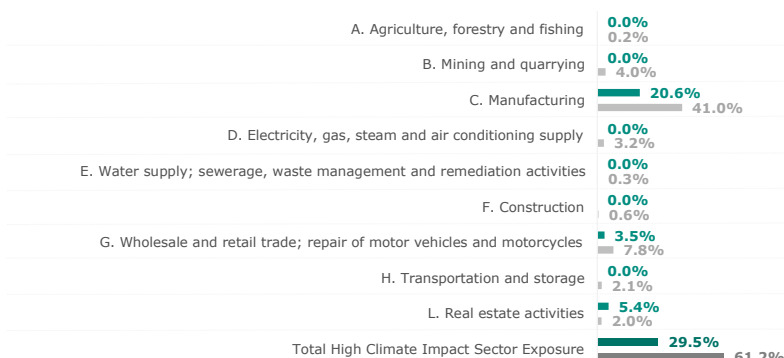 A. Agriculture, forestry and fishing 0.0%
0.2%
B. Mining and quarrying 0.0%
4.0%
C. Manufacturing 20.6%
41.0%
D. Electricity, gas, steam and air conditioning supply 0.0%
3.2%
E. Water supply; sewerage, waste management and remediation activities 0.0%
0.3%
F. Construction 0.0%
0.6%
G. Wholesale and retail trade; repair of motor vehicles and motorcycles 3.5%
7.8%
H. Transportation and storage 0.0%
2.1%
L. Real estate activities 5.4%
2.0%
Total High Climate Impact Sector Exposure 29.5%
61.2%